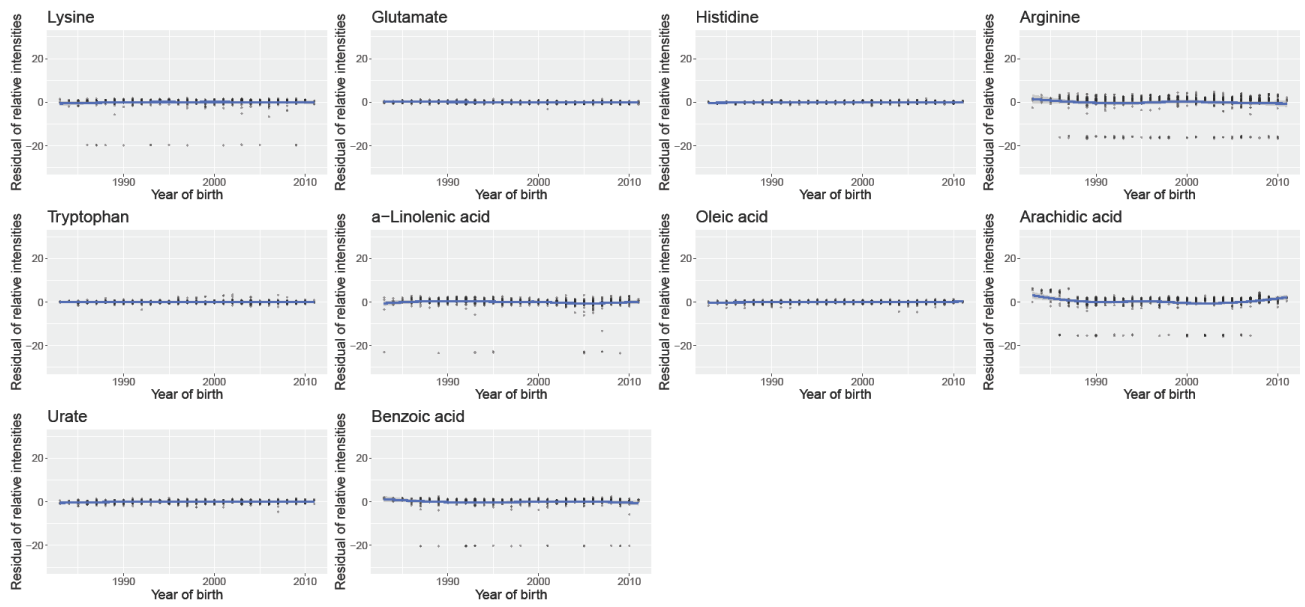 Lysine
Residual of relative intensities
20
0
−20
1990 2000 2010
Year of birth
Glutamate
Residual of relative intensities
20
0
−20
1990 2000 2010
Year of birth
Histidine
Residual of relative intensities
20
0
−20
1990 2000 2010
Year of birth
Arginine
Residual of relative intensities
20
0
−20
1990 2000 2010
Year of birth
Tryptophan
Residual of relative intensities
20
0
−20
1990 2000 2010
Year of birth
a−Linolenic acid
Residual of relative intensities
20
0
−20
1990 2000 2010
Year of birth
Oleic acid
Residual of relative intensities
20
0
−20
1990 2000 2010
Year of birth
Arachidic acid
Residual of relative intensities
20
0
−20
1990 2000 2010
Year of birth
Urate
Residual of relative intensities
20
0
−20
1990 2000 2010
Year of birth
Benzoic acid
Residual of relative intensities
20
0
−20
1990 2000 2010
Year of birth